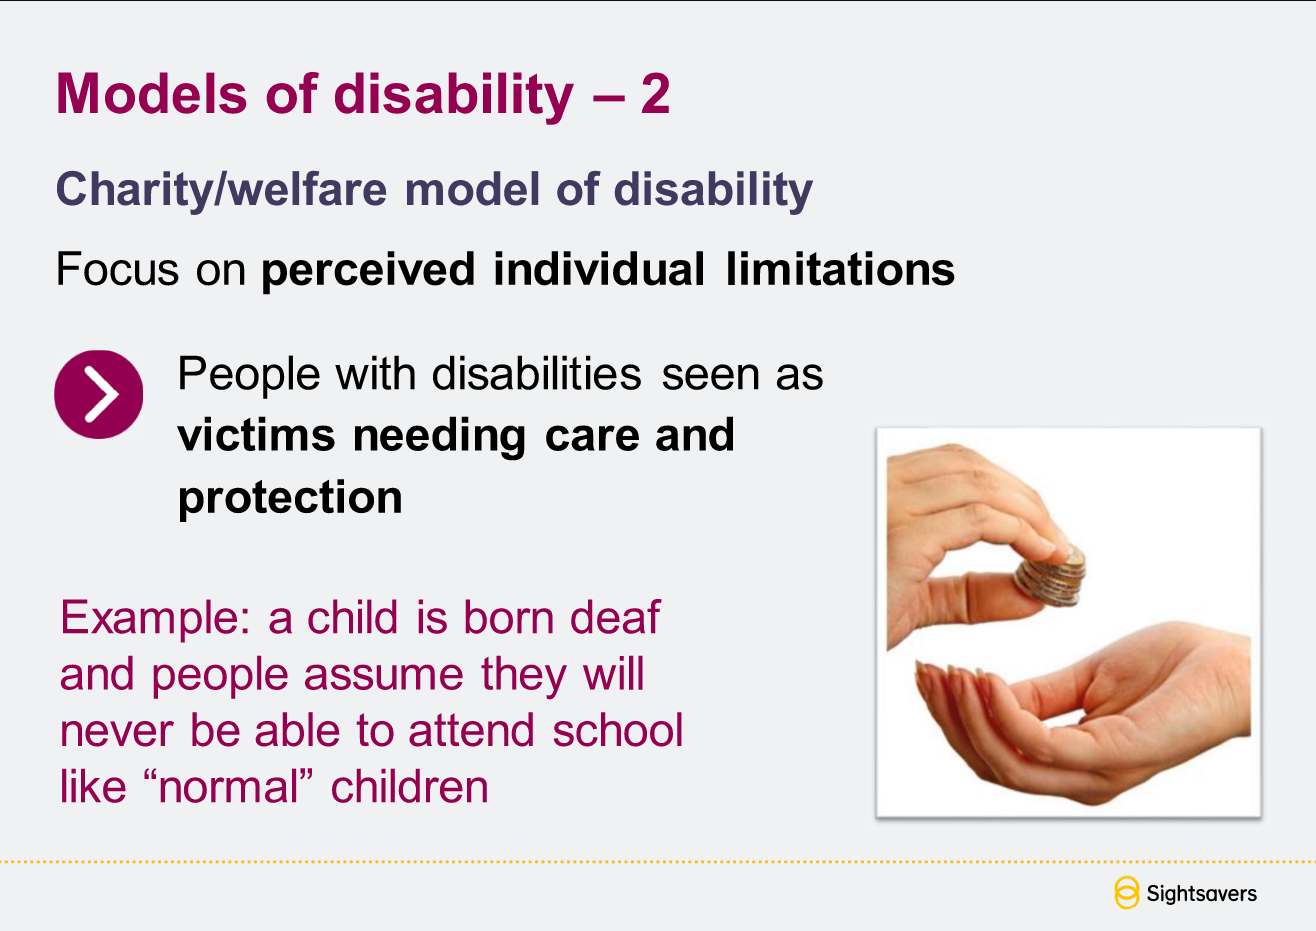 Models of disability – 2
Charity/welfare model of disability
Focus on perceived individual limitations
People with disabilities seen as
victims needing care and
protection
Example: a child is born deaf
and people assume they will
never be able to attend school
like “normal” children
Sightsavers